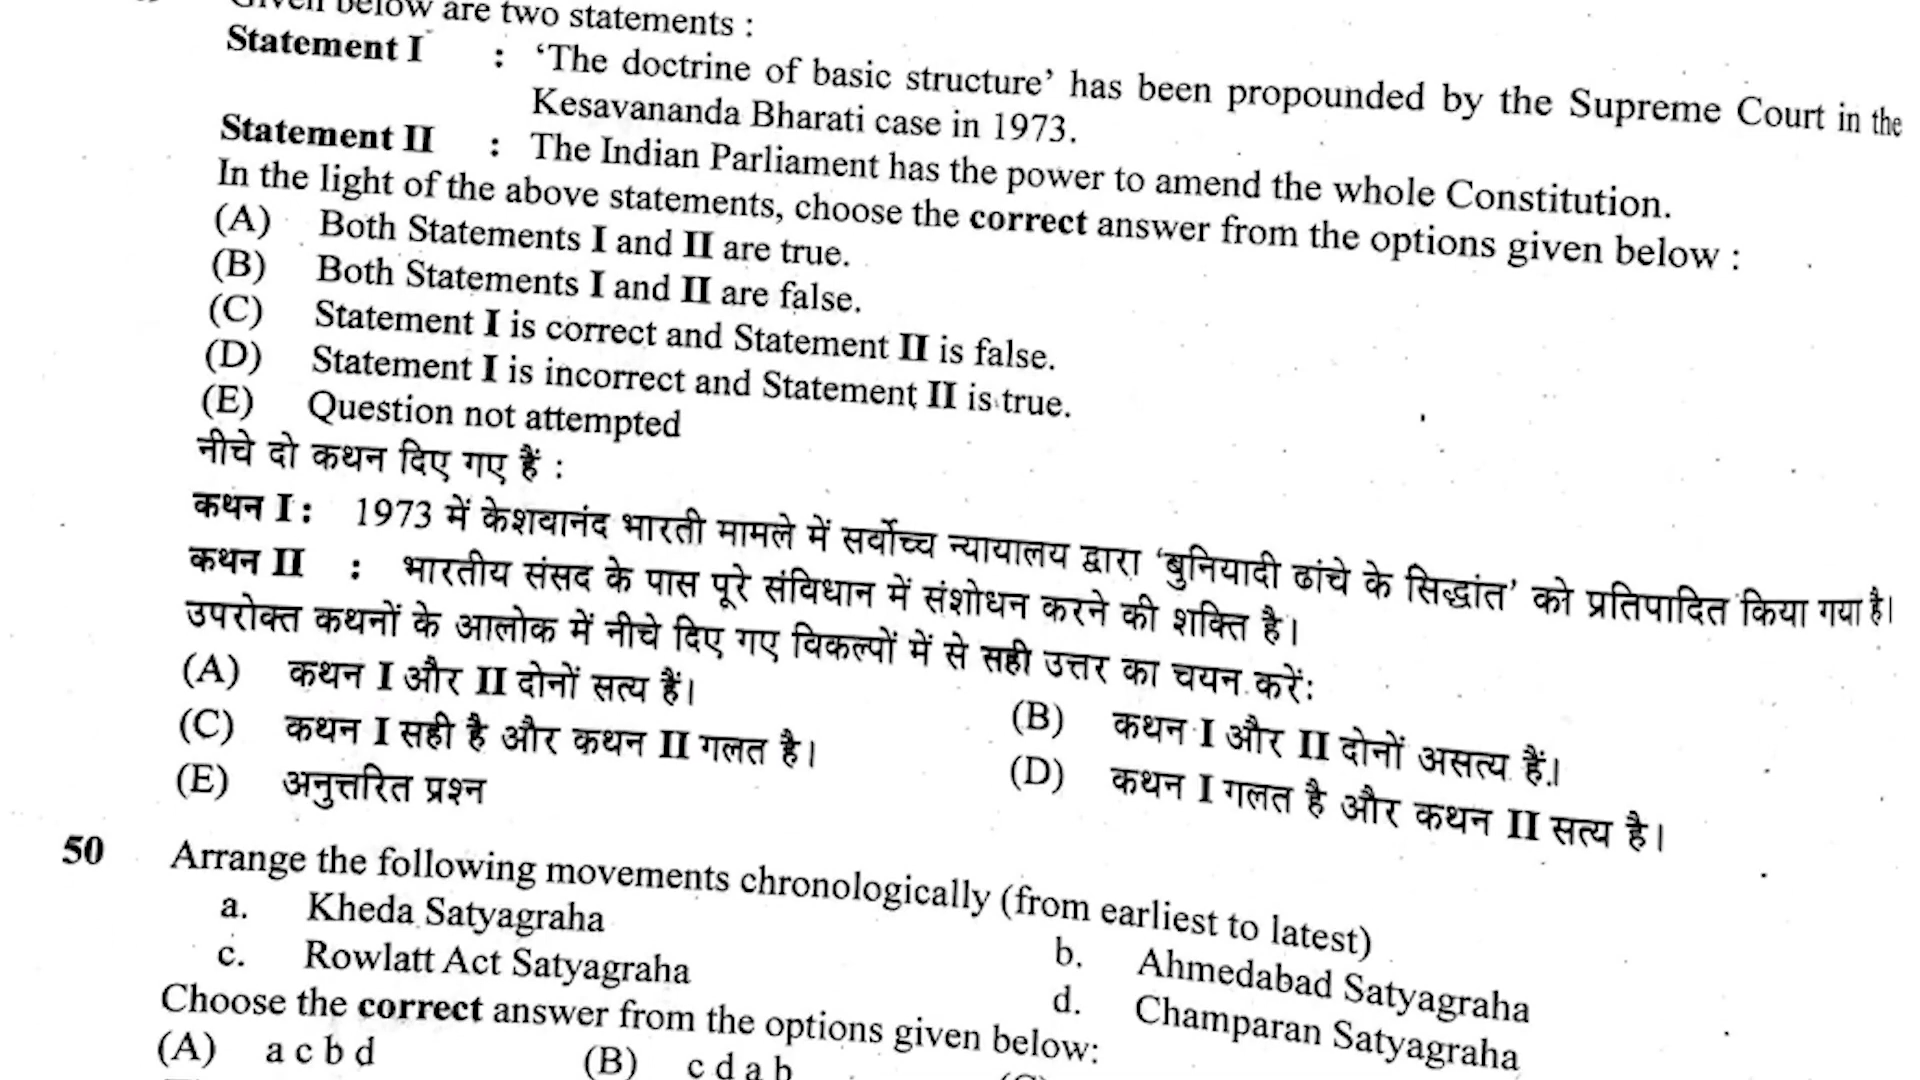 Given below are two statements :
Statement I : ‘The doctrine of basic structure’ has been propounded by the Supreme Court in the
Kesavananda Bharati case in 1973.
Statement II : The Indian Parliament has the power to amend the whole Constitution.
In the light of the above statements, choose the correct answer from the options given below :
(A) Both Statements I and II are true.
(B) Both Statements I and II are false.
(C) Statement I is correct and Statement II is false.
(D) Statement I is incorrect and Statement II is true.
(E) Question not attempted
नीचे दो कथन दिए गए हैं :
कथन I : 1973 में केशवानंद भारती मामले में सर्वोच्च न्यायालय द्वारा ‘बुनियादी ढांचे के सिद्धांत’ को प्रतिपादित किया गया है।
कथन II : भारतीय संसद के पास पूरे संविधान में संशोधन करने की शक्ति है।
उपरोक्त कथनों के आलोक में नीचे दिए गए विकल्पों में से सही उत्तर का चयन करें:
(A) कथन I और II दोनों सत्य हैं। (B) कथन I और II दोनों असत्य हैं।
(C) कथन I सही है और कथन II गलत है। (D) कथन I गलत है और कथन II सत्य है।
(E) अनुत्तरित प्रश्न
50 Arrange the following movements chronologically (from earliest to latest)
a. Kheda Satyagraha b. Ahmedabad Satyagraha
c. Rowlatt Act Satyagraha d. Champaran Satyagraha
Choose the correct answer from the options given below:
(A) a c b d (B) c d a b